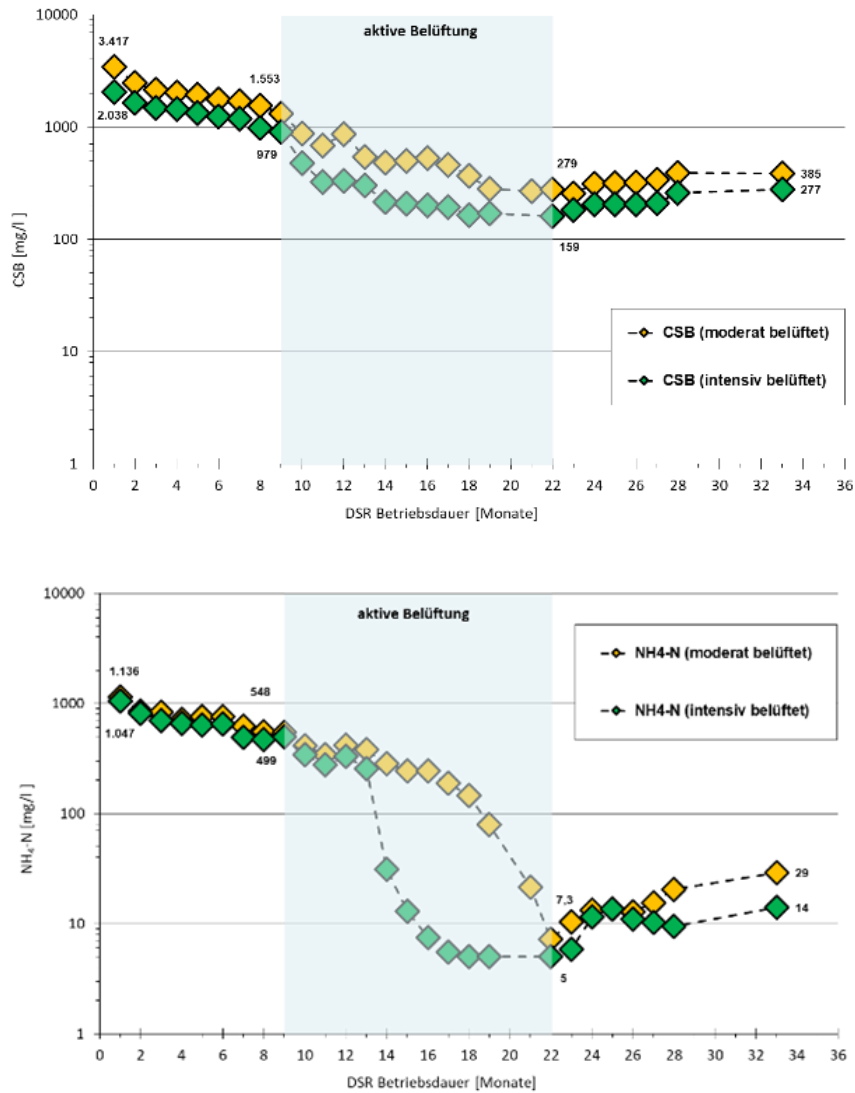 10000
aktive Belüftung
3.417
1.553
1000
2.038
979
279
385
277
100
159
CSB [mg/l]
CSB (moderat belüftet)
10
CSB (intensiv belüftet)
1
0 2 4 6 8 10 12 14 16 18 20 22 24 26 28 30 32 34 36
DSR Betriebsdauer [Monate]
10000
aktive Belüftung
NH4-N (moderat belüftet)
1.136
548
1000
NH4-N (intensiv belüftet)
1.047
499
100
NH₄-N [mg/l ]
7.3
29
14
10
5
1
0 2 4 6 8 10 12 14 16 18 20 22 24 26 28 30 32 34 36
DSR Betriebsdauer [Monate]